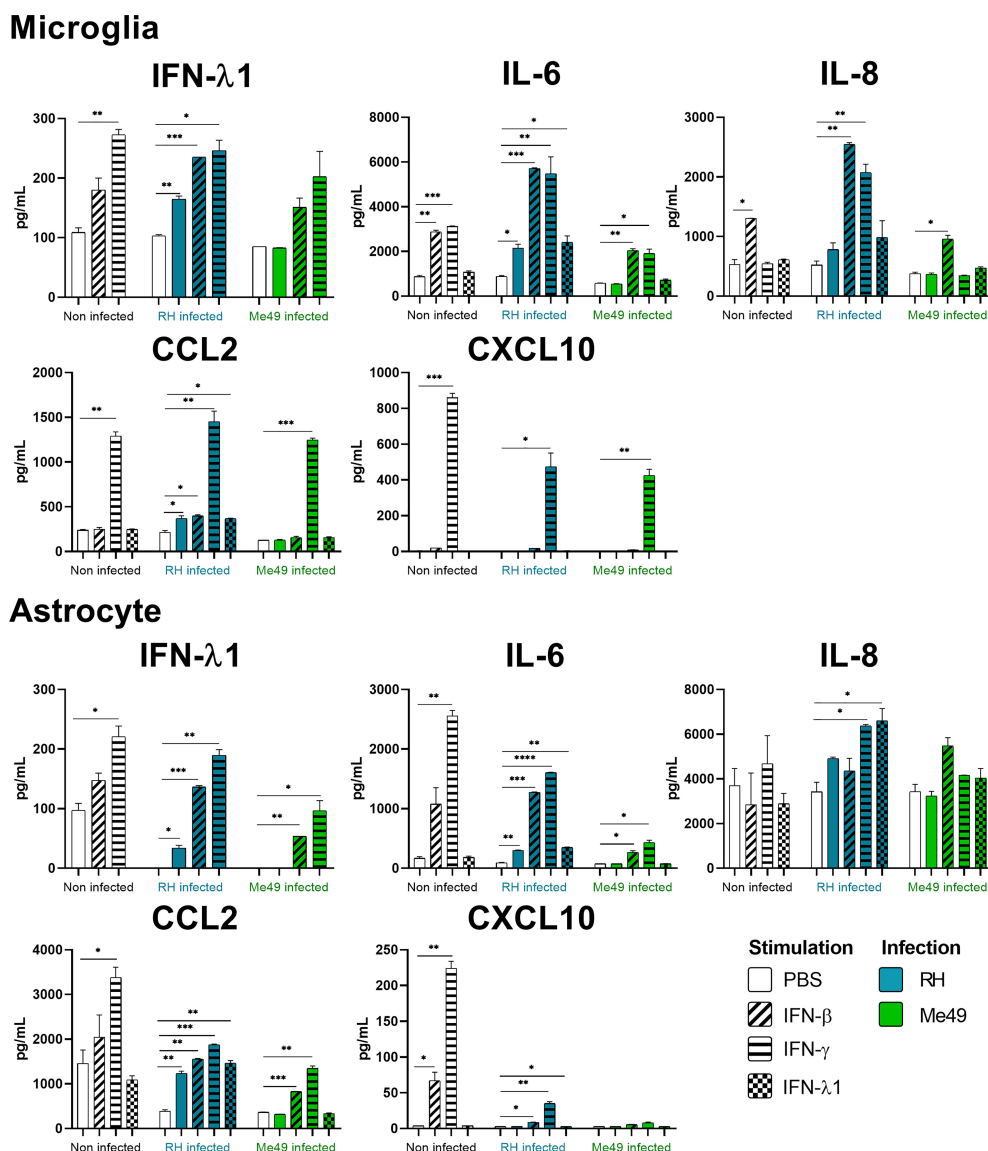 Microglia
IFN-λ1
IL-6
IL-8
pg/mL
300
200
100
0
** ** *** *
Non infected
RH infected
Me49 infected
pg/mL
8000
6000
4000
2000
0
** *** * *** ** * ** *
Non infected
RH infected
Me49 infected
pg/mL
3000
2000
1000
0
* ** ** *
Non infected
RH infected
Me49 infected
CCL2
CXCL10
pg/mL
2000
1500
1000
500
0
** * * ** * ***
Non infected
RH infected
Me49 infected
pg/mL
1000
800
600
400
200
0
*** * **
Non infected
RH infected
Me49 infected
Astrocyte
IFN-λ1
IL-6
IL-8
pg/mL
300
200
100
0
* * *** ** ** *
Non infected
RH infected
Me49 infected
pg/mL
3000
2000
1000
0
** ** *** **** ** * *
Non infected
RH infected
Me49 infected
pg/mL
8000
6000
4000
2000
0
* *
Non infected
RH infected
Me49 infected
CCL2
CXCL10
pg/mL
4000
3000
2000
1000
0
* ** ** *** ** *** **
Non infected
RH infected
Me49 infected
pg/mL
250
200
150
100
50
0
* ** * ** *
Non infected
RH infected
Me49 infected
Stimulation Infection
PBS RH
IFN-β Me49
IFN-γ
IFN-λ1